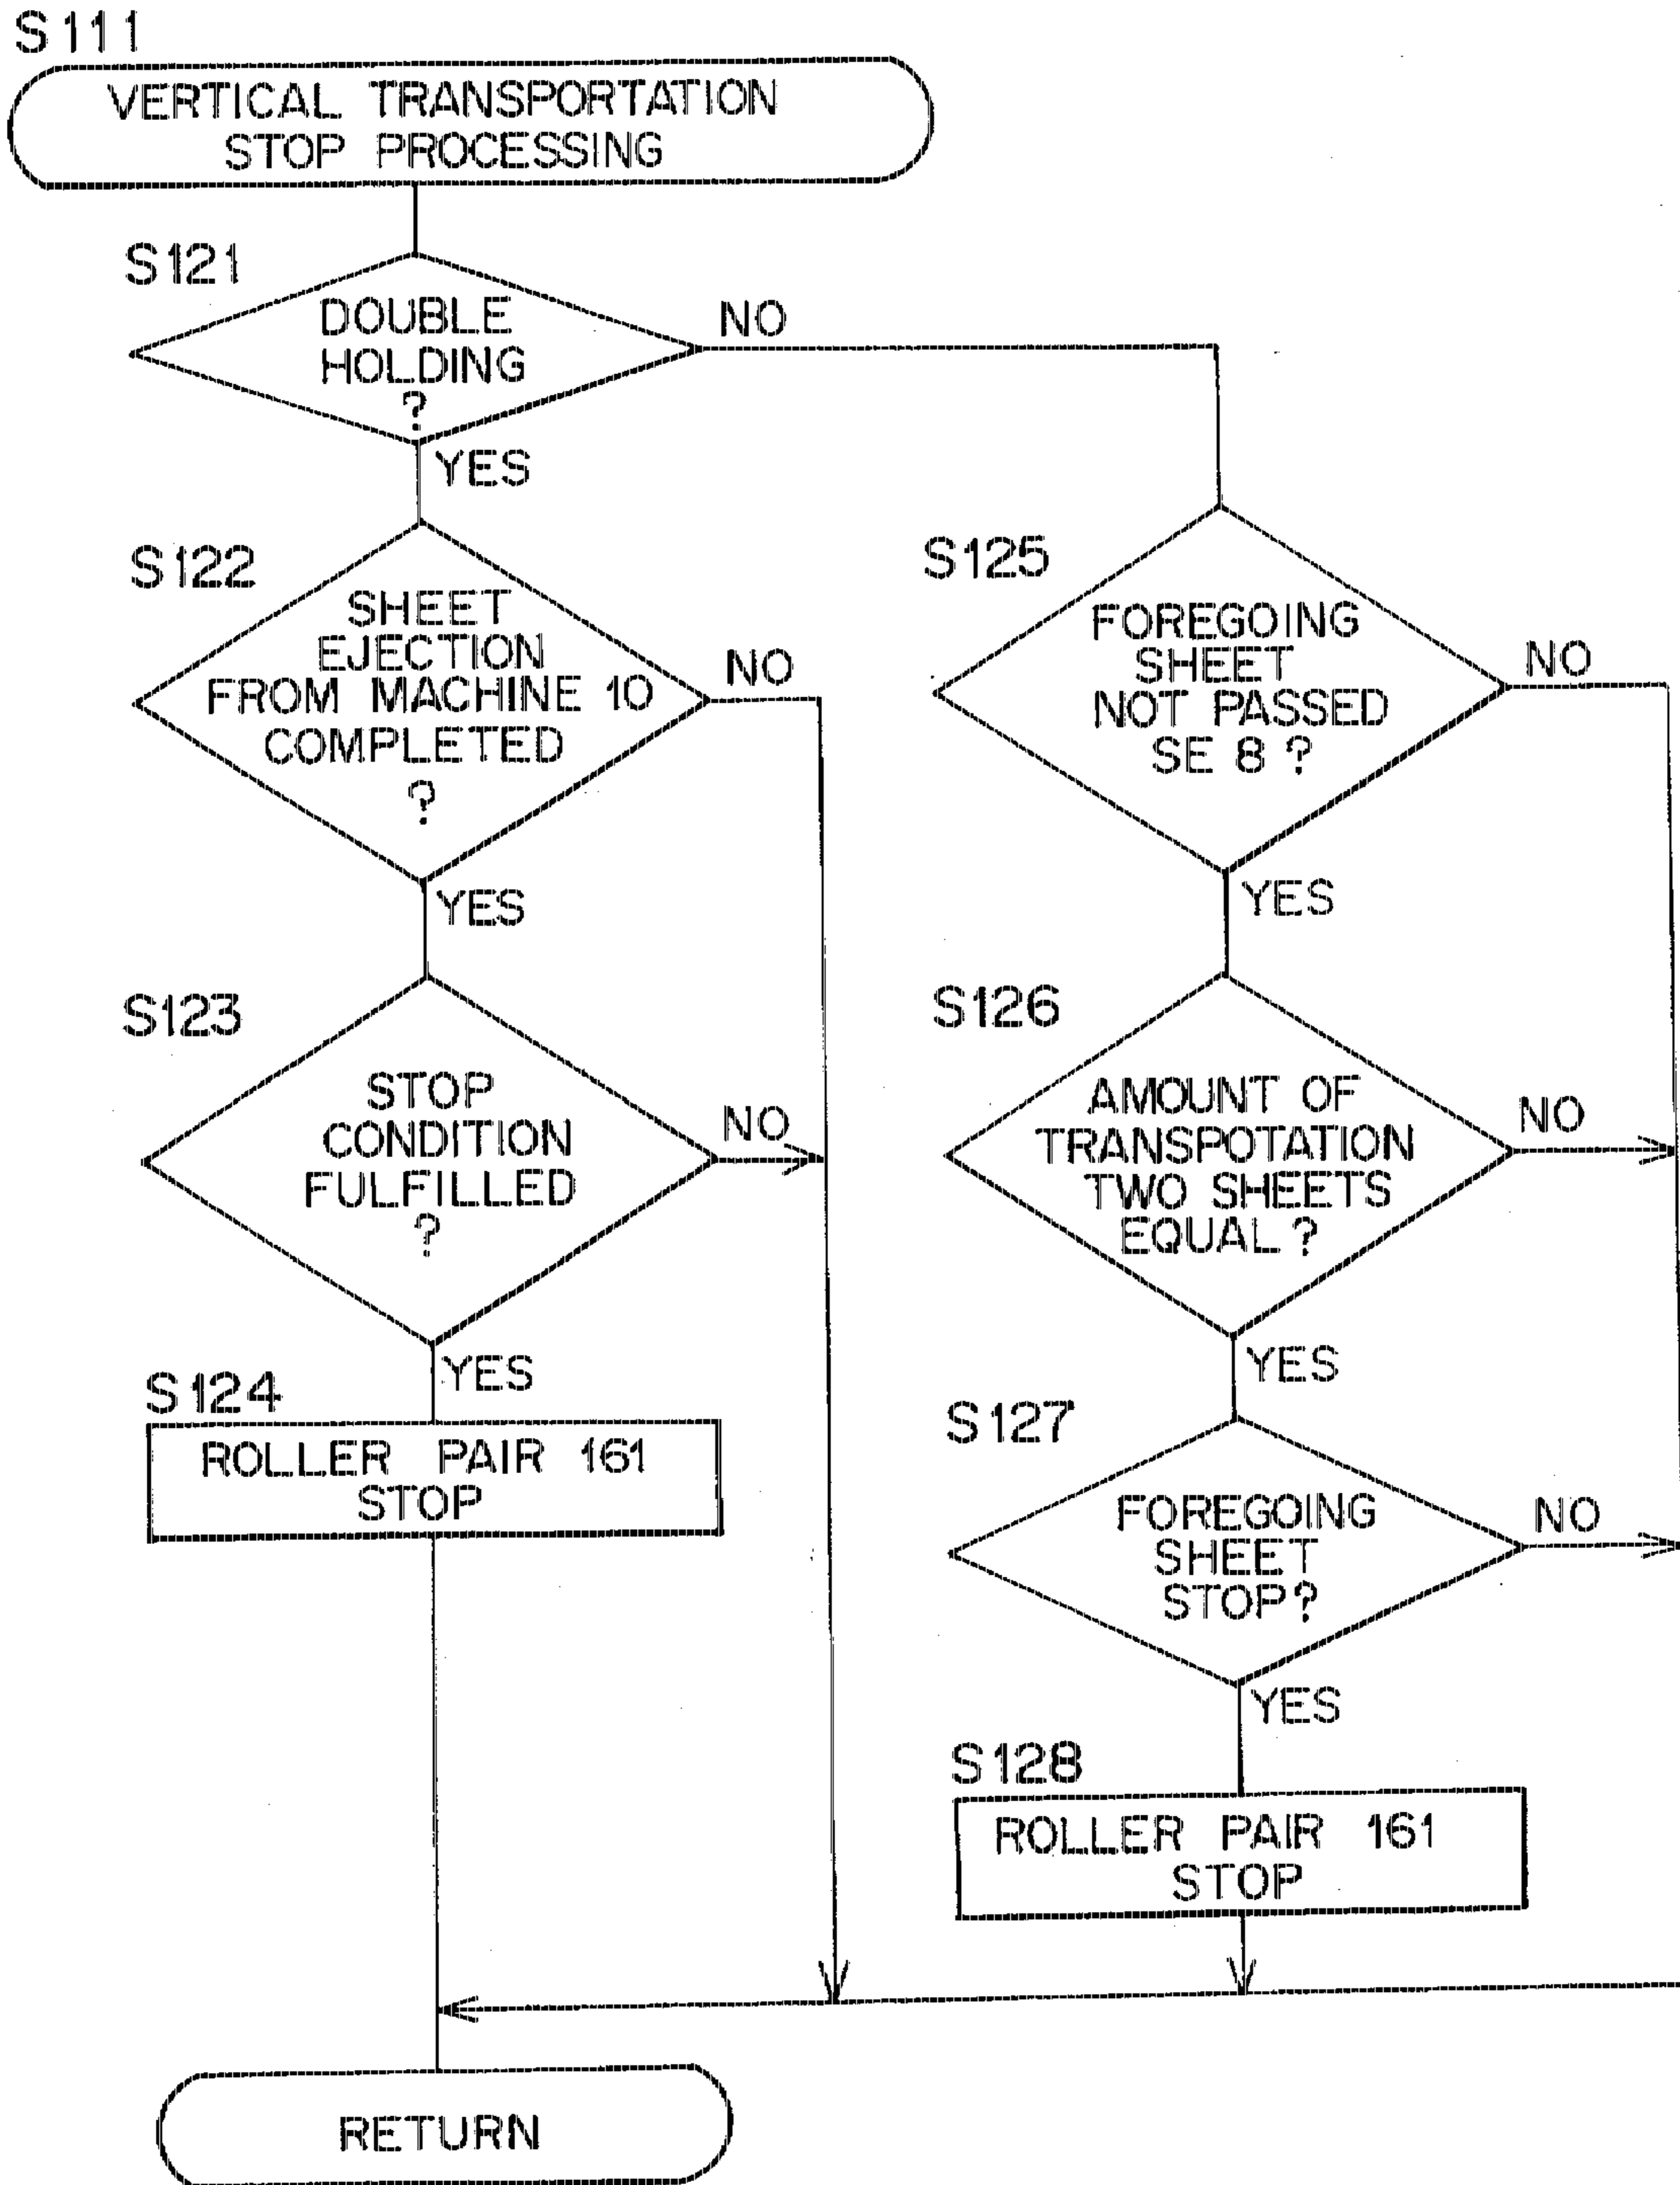 S111
VERTICAL TRANSPORTATION
STOP PROCESSING
S121
DOUBLE
HOLDING
?
NO
YES
S122
SHEET
EJECTION
FROM MACHINE 10
COMPLETED
?
NO
YES
S123
STOP
CONDITION
FULFILLED
?
NO
YES
S124
ROLLER PAIR 161
STOP
S125
FOREGOING
SHEET
NOT PASSED
SE 8 ?
NO
YES
S126
AMOUNT OF
TRANSPOTATION
TWO SHEETS
EQUAL ?
NO
YES
S127
FOREGOING
SHEET
STOP?
NO
YES
S128
ROLLER PAIR 161
STOP
RETURN